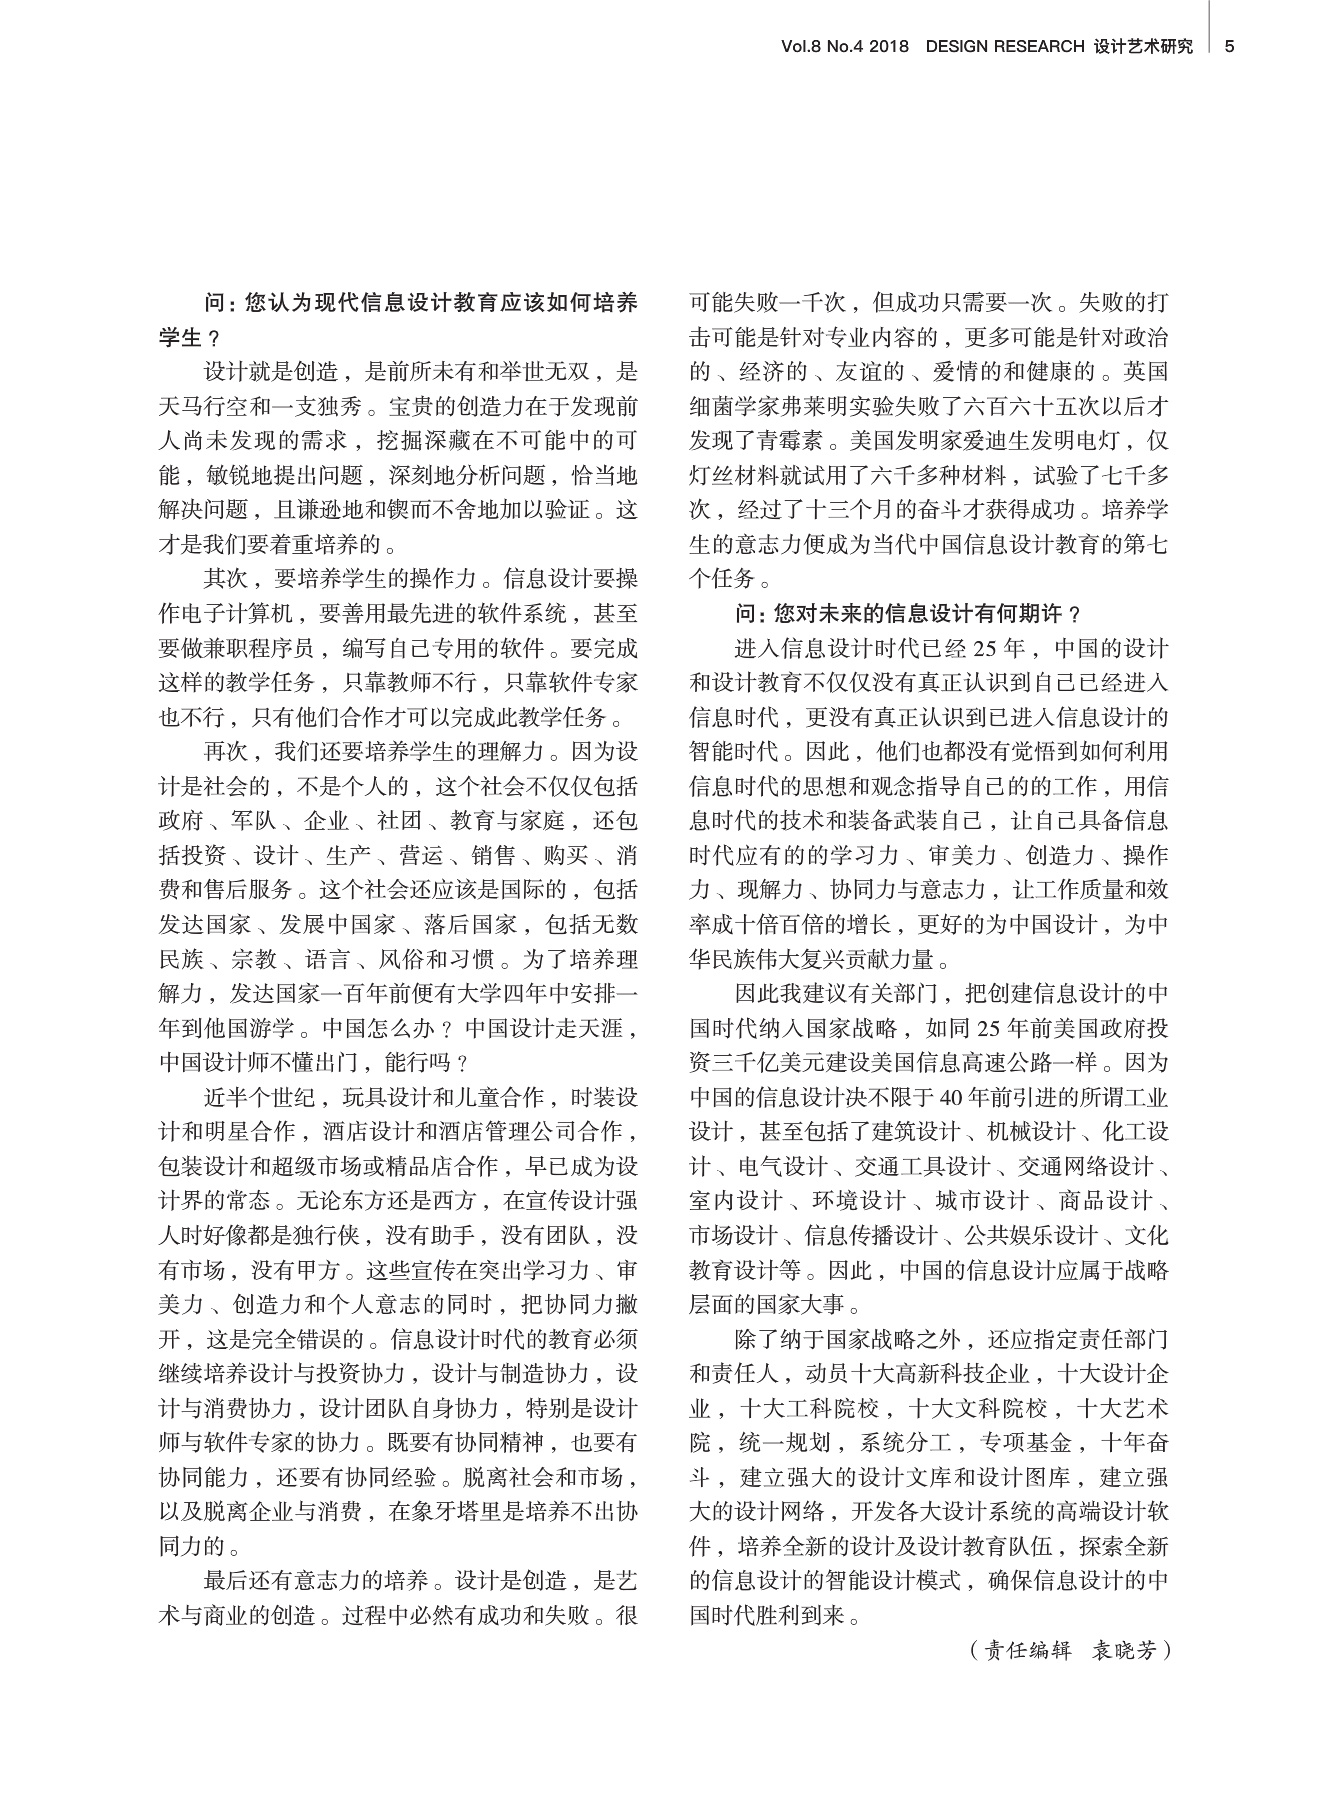 Vol.8 No.4 2018 DESIGN RESEARCH 设计艺术研究 5
问：您认为现代信息设计教育应该如何培养
学生？
设计就是创造，是前所未有和举世无双，是
天马行空和一支独秀。宝贵的创造力在于发现前
人尚未发现的需求，挖掘深藏在不可能中的可
能，敏锐地提出问题，深刻地分析问题，恰当地
解决问题，且谦逊地和锲而不舍地加以验证。这
才是我们要着重培养的。
其次，要培养学生的操作力。信息设计要操
作电子计算机，要善用最先进的软件系统，甚至
要做兼职程序员，编写自己专用的软件。要完成
这样的教学任务，只靠教师不行，只靠软件专家
也不行，只有他们合作才可以完成此教学任务。
再次，我们还要培养学生的理解力。因为设
计是社会的，不是个人的，这个社会不仅仅包括
政府、军队、企业、社团、教育与家庭，还包
括投资、设计、生产、营运、销售、购买、消
费和售后服务。这个社会还应该是国际的，包括
发达国家、发展中国家、落后国家，包括无数
民族、宗教、语言、风俗和习惯。为了培养理
解力，发达国家一百年前便有大学四年中安排一
年到他国游学。中国怎么办？中国设计走天涯，
中国设计师不懂出门，能行吗？
近半个世纪，玩具设计和儿童合作，时装设
计和明星合作，酒店设计和酒店管理公司合作，
包装设计和超级市场或精品店合作，早已成为设
计界的常态。无论东方还是西方，在宣传设计强
人时好像都是独行侠，没有助手，没有团队，没
有市场，没有甲方。这些宣传在突出学习力、审
美力、创造力和个人意志的同时，把协同力撇
开，这是完全错误的。信息设计时代的教育必须
继续培养设计与投资协力，设计与制造协力，设
计与消费协力，设计团队自身协力，特别是设计
师与软件专家的协力。既要有协同精神，也要有
协同能力，还要有协同经验。脱离社会和市场，
以及脱离企业与消费，在象牙塔里是培养不出协
同力的。
最后还有意志力的培养。设计是创造，是艺
术与商业的创造。过程中必然有成功和失败。很
可能失败一千次，但成功只需要一次。失败的打
击可能是针对专业内容的，更多可能是针对政治
的、经济的、友谊的、爱情的和健康的。英国
细菌学家弗莱明实验失败了六百六十五次以后才
发现了青霉素。美国发明家爱迪生发明电灯，仅
灯丝材料就试用了六千多种材料，试验了七千多
次，经过了十三个月的奋斗才获得成功。培养学
生的意志力便成为当代中国信息设计教育的第七
个任务。
问：您对未来的信息设计有何期许？
进入信息设计时代已经 25 年，中国的设计
和设计教育不仅仅没有真正认识到自己已经进入
信息时代，更没有真正认识到已进入信息设计的
智能时代。因此，他们也都没有觉悟到如何利用
信息时代的思想和观念指导自己的的工作，用信
息时代的技术和装备武装自己，让自己具备信息
时代应有的的学习力、审美力、创造力、操作
力、现解力、协同力与意志力，让工作质量和效
率成十倍百倍的增长，更好的为中国设计，为中
华民族伟大复兴贡献力量。
因此我建议有关部门，把创建信息设计的中
国时代纳入国家战略，如同 25 年前美国政府投
资三千亿美元建设美国信息高速公路一样。因为
中国的信息设计决不限于 40 年前引进的所谓工业
设计，甚至包括了建筑设计、机械设计、化工设
计、电气设计、交通工具设计、交通网络设计、
室内设计、环境设计、城市设计、商品设计、
市场设计、信息传播设计、公共娱乐设计、文化
教育设计等。因此，中国的信息设计应属于战略
层面的国家大事。
除了纳于国家战略之外，还应指定责任部门
和责任人，动员十大高新科技企业，十大设计企
业，十大工科院校，十大文科院校，十大艺术
院，统一规划，系统分工，专项基金，十年奋
斗，建立强大的设计文库和设计图库，建立强
大的设计网络，开发各大设计系统的高端设计软
件，培养全新的设计及设计教育队伍，探索全新
的信息设计的智能设计模式，确保信息设计的中
国时代胜利到来。
（责任编辑 袁晓芳）